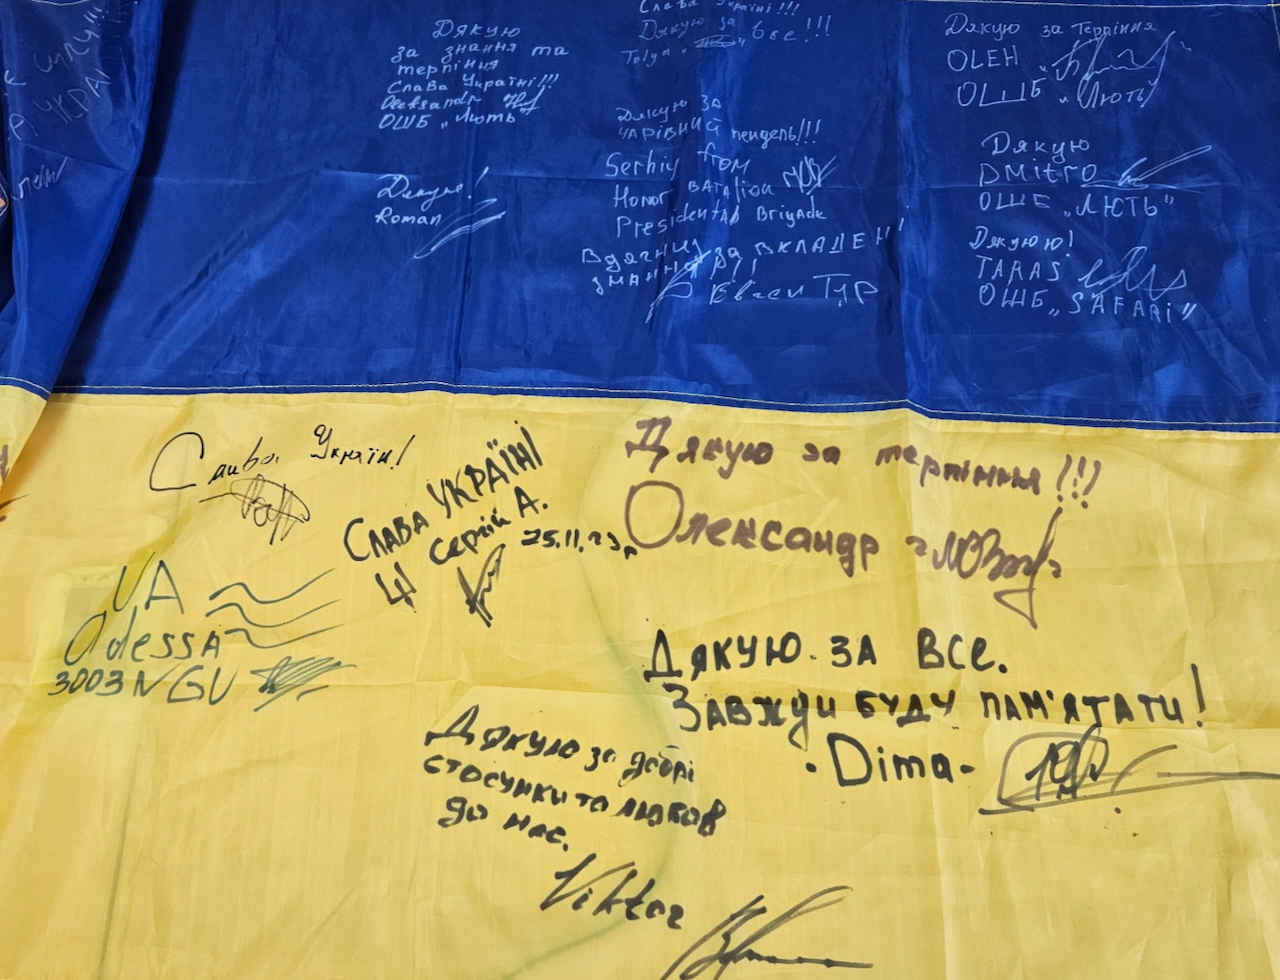 Дякую
за знання та
терпіння
Слава Україні!!!
Oleksandr
ОШБ „Лють"
Дякую!
Roman
Слава Україні!!!
Дякую за все!!!
Tolya
Дякую за
чарівний пендель!!!
Serhiy from
Honor Bataĺion
Presidental Brigade
Вдячний за вкладені
знання!!!
Євген
Дякую за терпіння
OLEH
ОШБ „Лють"
Дякую
DMitro
ОШБ „ЛЮТЬ"
Дякую!
TARAS
ОШБ „SAFARi"
Слава Україні!
Слава УКРАЇНІ
Сергій А.
25.11.23р
UA
Odessa
3003 NGU
Дякую за терпіння!!!
Олександр
Дякую за все.
Завжди буду пам'ятати!
- Dima -
Дякую за добрі
стосунки та любов
до нас.
Viktor